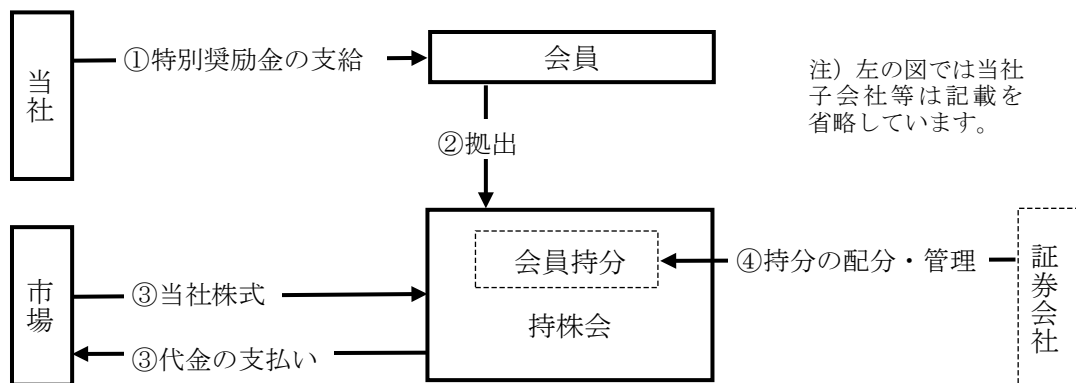 当社
①特別奨励金の支給
会員
注）左の図では当社
子会社等は記載を
省略しています。
②拠出
市場
③当社株式
③代金の支払い
会員持分
持株会
④持分の配分・管理
証券会社